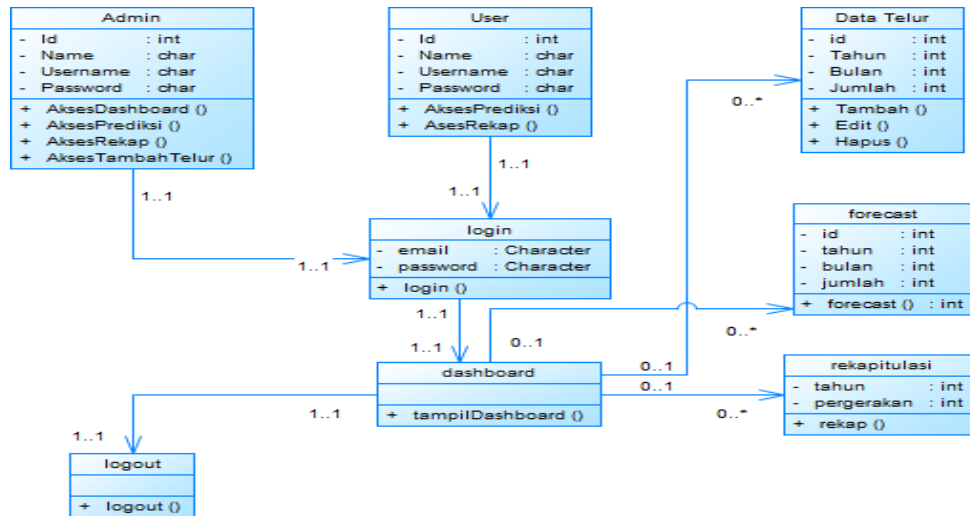 Admin
- Id : int
- Name : char
- Username : char
- Password : char
+ AksesDashboard ()
+ AksesPrediksi ()
+ AksesRekap ()
+ AksesTambahTelur ()
User
- Id : int
- Name : char
- Username : char
- Password : char
+ AksesPrediksi ()
+ AsesRekap ()
Data Telur
- id : int
- Tahun : int
- Bulan : int
- Jumlah : int
+ Tambah ()
+ Edit ()
+ Hapus ()
0..*
1..1
1..1
1..1
1..1
login
- email : Character
- password : Character
+ login ()
forecast
- id : int
- tahun : int
- bulan : int
- jumlah : int
+ forecast () : int
1..1
1..1
0..1
0..*
dashboard
+ tampilDashboard ()
0..1
0..1
0..*
rekapitulasi
- tahun : int
- pergerakan : int
+ rekap ()
1..1
1..1
logout
+ logout ()